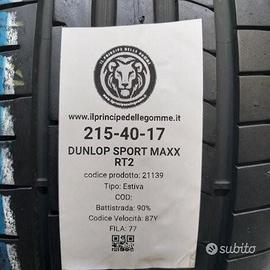 IL PRINCIPE DELLE GOMME
www.ilprincipedellegomme.it
215-40-17
DUNLOP SPORT MAXX
RT2
codice prodotto: 21139
Tipo: Estiva
COD:
Battistrada: 90%
Codice Velocità: 87Y
FILA: 77
subito